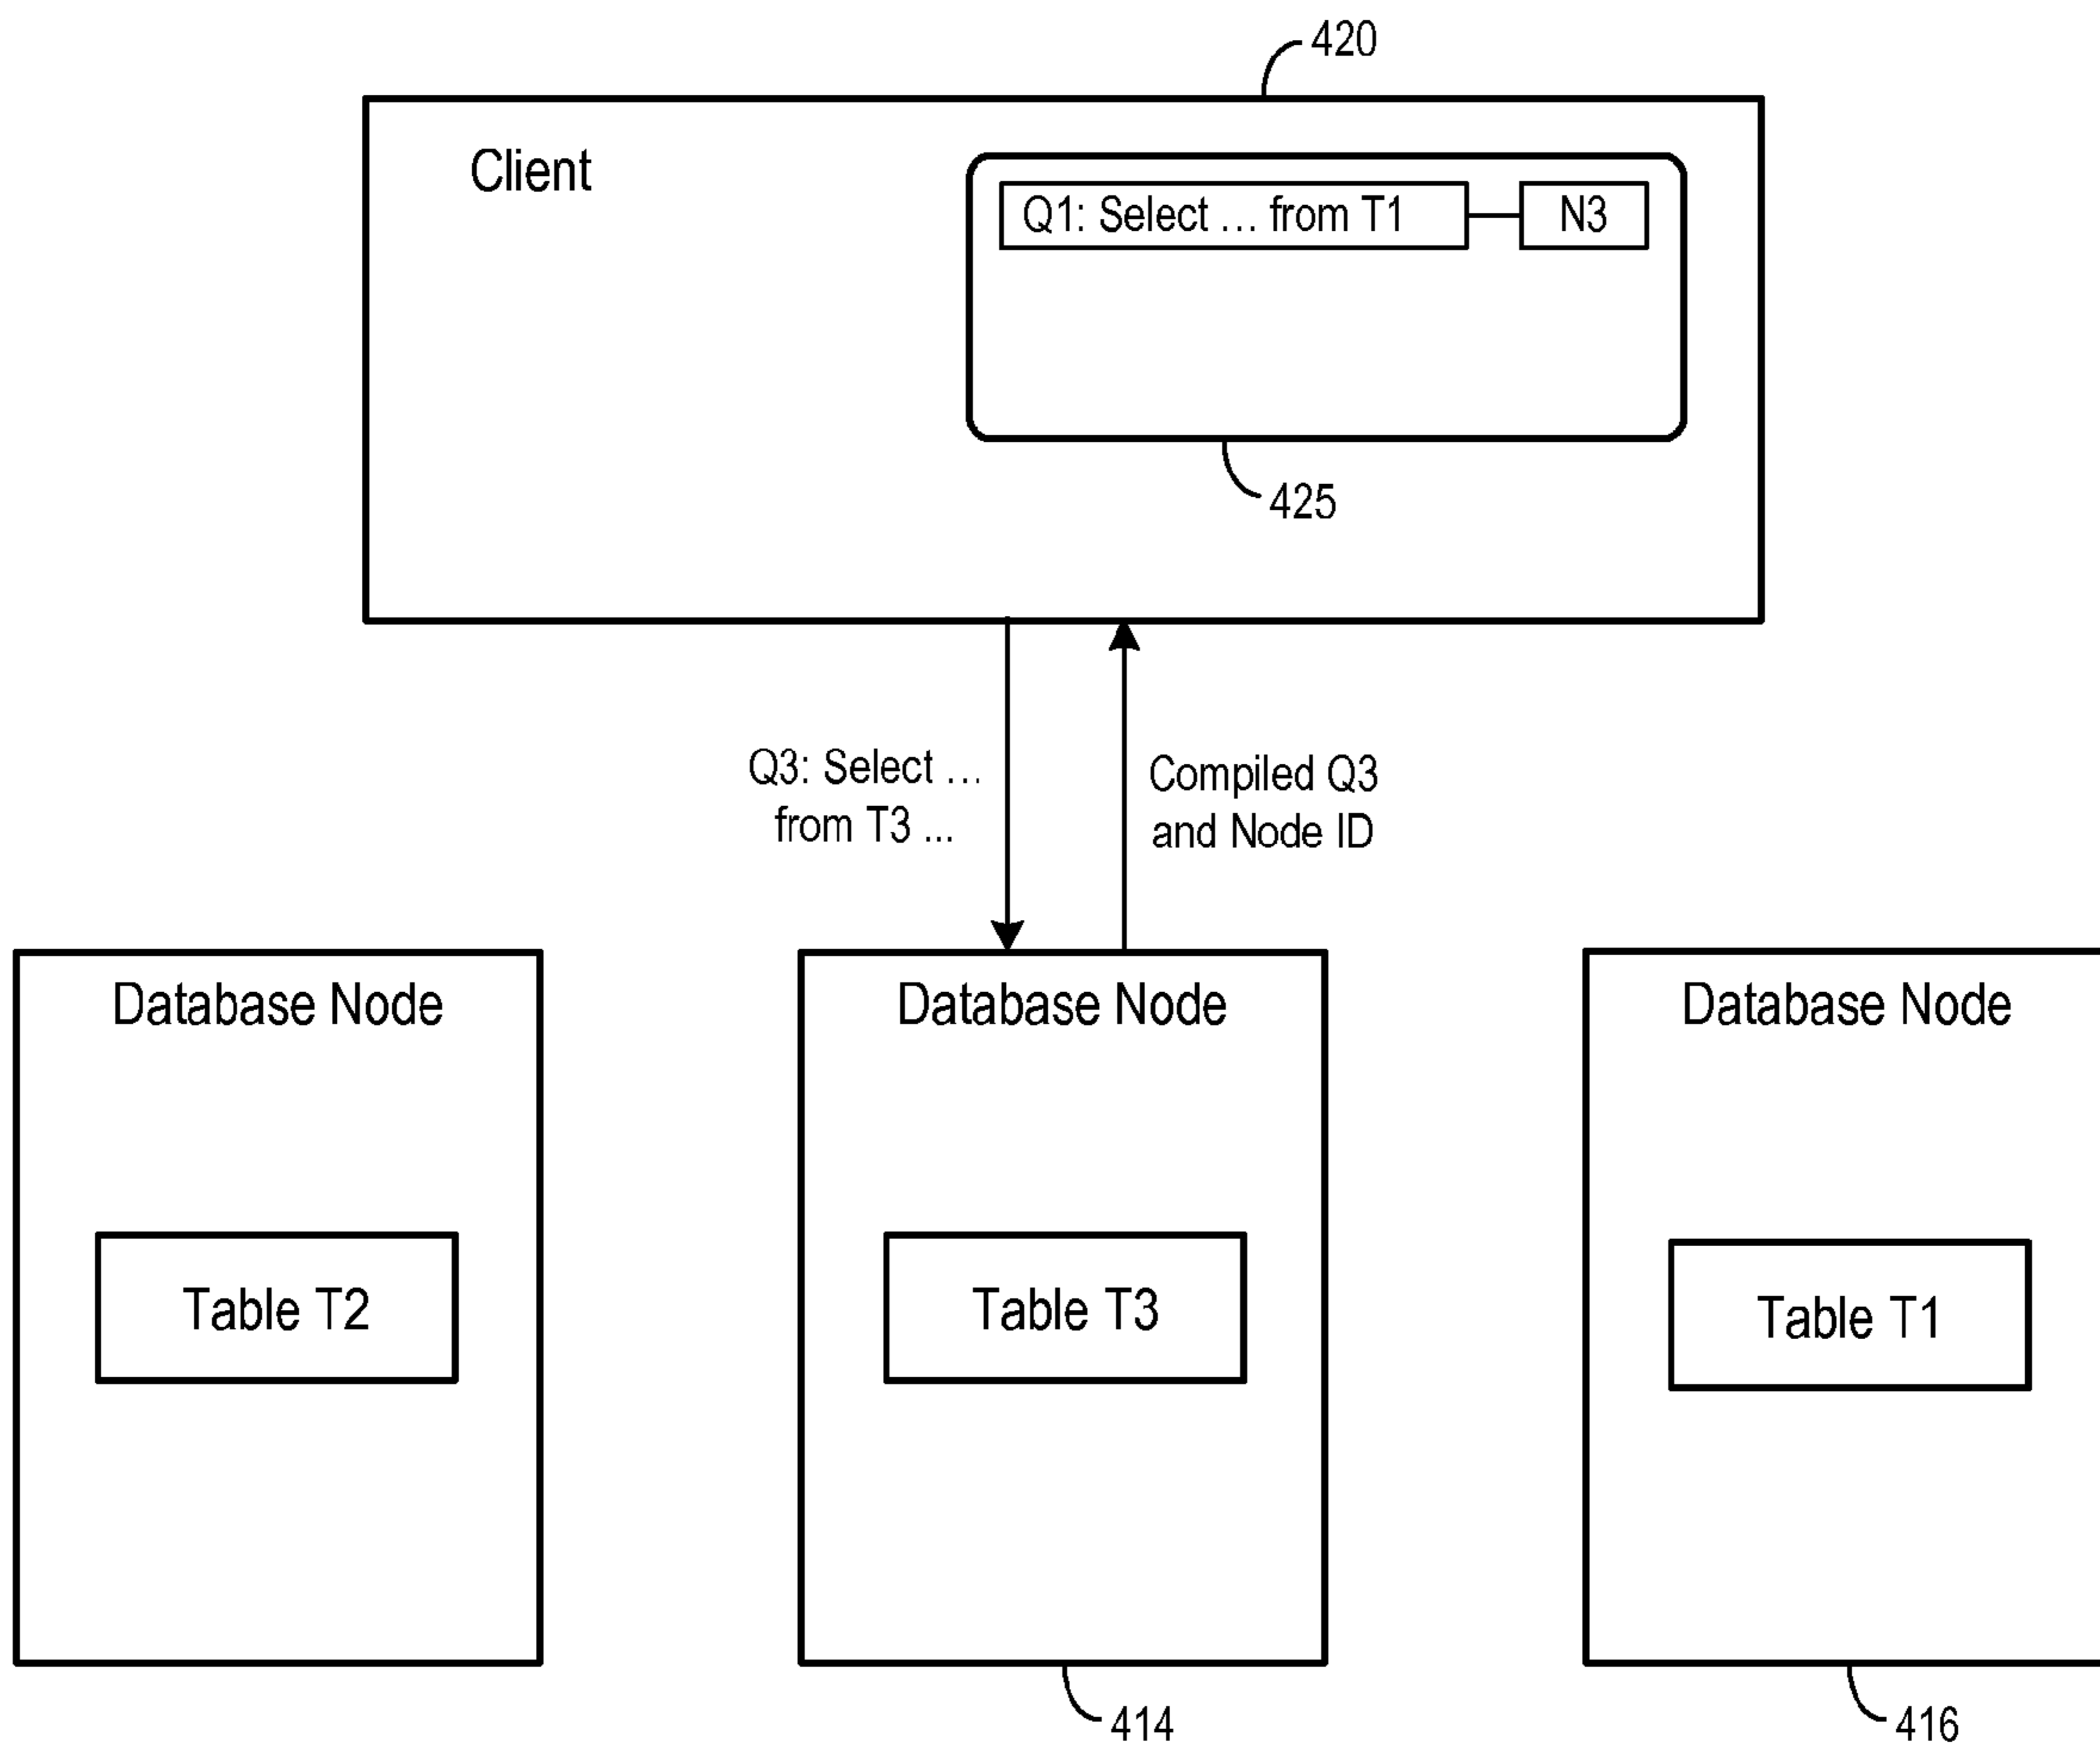 420
Client
Q1: Select ... from T1
N3
425
Q3: Select ...
from T3 ...
Compiled Q3
and Node ID
Database Node
Database Node
Database Node
Table T2
Table T3
Table T1
414
416